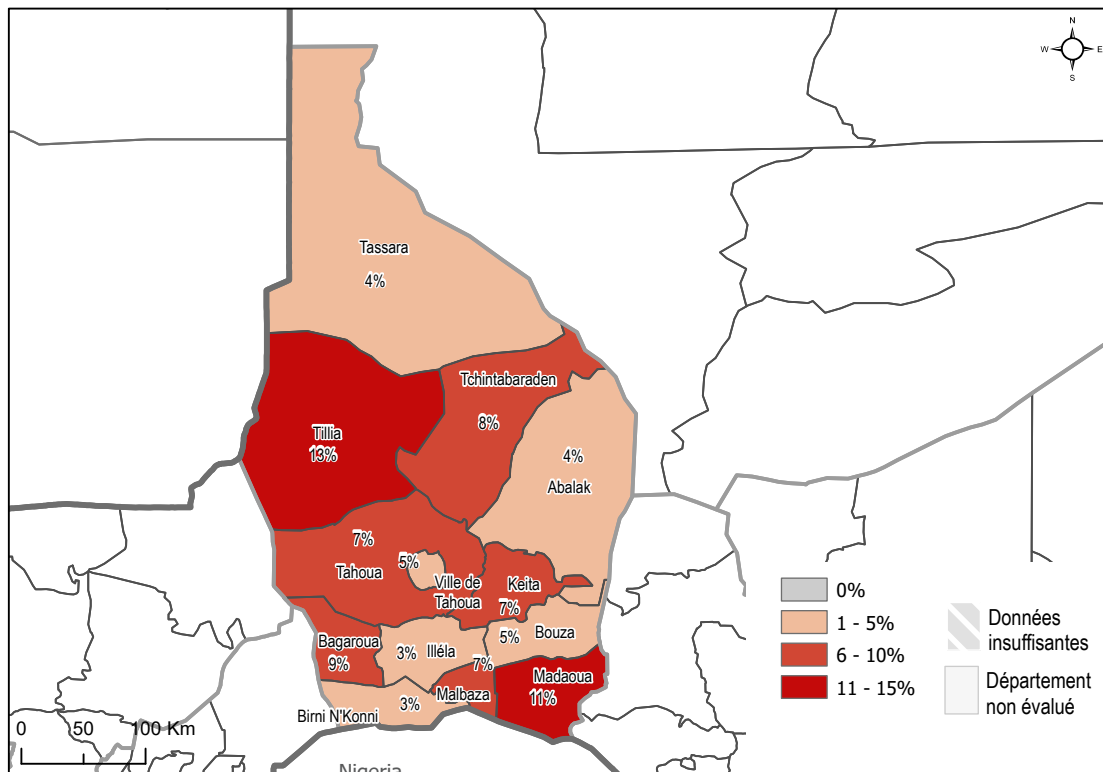 N
W
E
S
Tassara
4%
Tchintabaraden
8%
Tillia
13%
4%
Abalak
7%
Tahoua
5%
Ville de
Tahoua
Keita
7%
Bagaroua
9%
3%
Illéla
5%
Bouza
7%
Malbaza
Madaoua
11%
Birni N'Konni
3%
0%
1 - 5%
6 - 10%
11 - 15%
Données
insuffisantes
Département
non évalué
0 50 100 Km
Nigeria